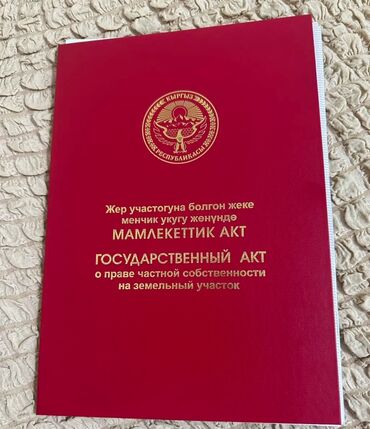 КЫРГЫЗ
РЕСПУБЛИКАСЫ
Жер участогуна болгон жеке
менчик укугу жөнүндө
МАМЛЕКЕТТИК АКТ
ГОСУДАРСТВЕННЫЙ АКТ
о праве частной собственности
на земельный участок